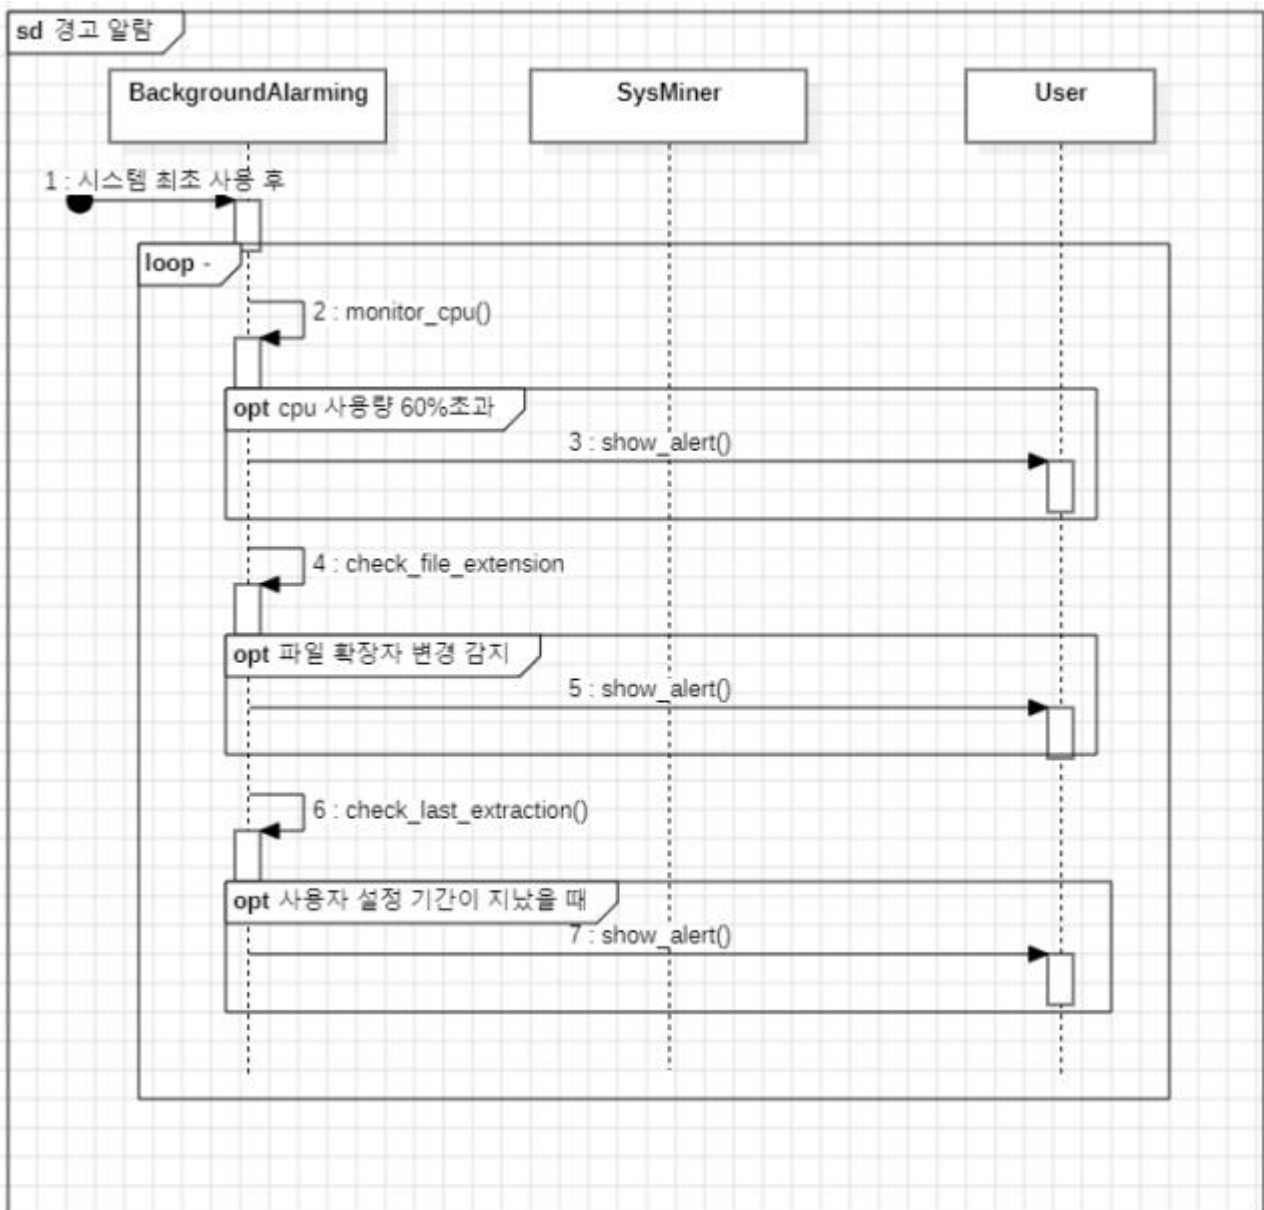 sd 경고 알람
BackgroundAlarming
SysMiner
User
1 : 시스템 최초 사용 후
loop -
2 : monitor_cpu()
opt cpu 사용량 60%초과
3 : show_alert()
4 : check_file_extension
opt 파일 확장자 변경 감지
5 : show_alert()
6 : check_last_extraction()
opt 사용자 설정 기간이 지났을 때
7 : show_alert()